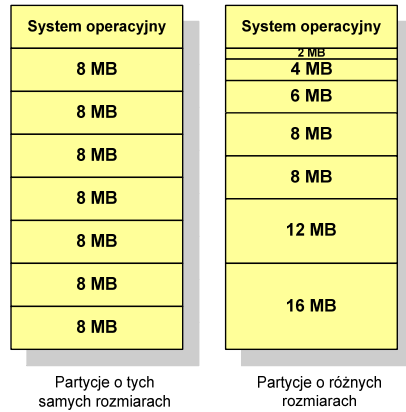 System operacyjny
8 MB
8 MB
8 MB
8 MB
8 MB
8 MB
8 MB
Partycje o tych
samych rozmiarach
System operacyjny
2 MB
4 MB
6 MB
8 MB
8 MB
12 MB
16 MB
Partycje o różnych
rozmiarach